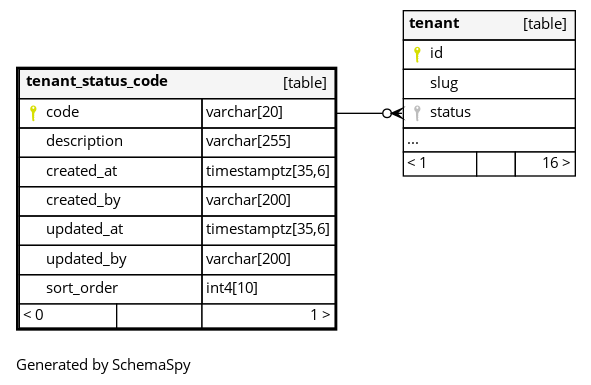 tenant [table]
id
slug
status
...
< 1 16 >
tenant_status_code [table]
code varchar[20]
description varchar[255]
created_at timestamptz[35,6]
created_by varchar[200]
updated_at timestamptz[35,6]
updated_by varchar[200]
sort_order int4[10]
< 0 1 >
Generated by SchemaSpy